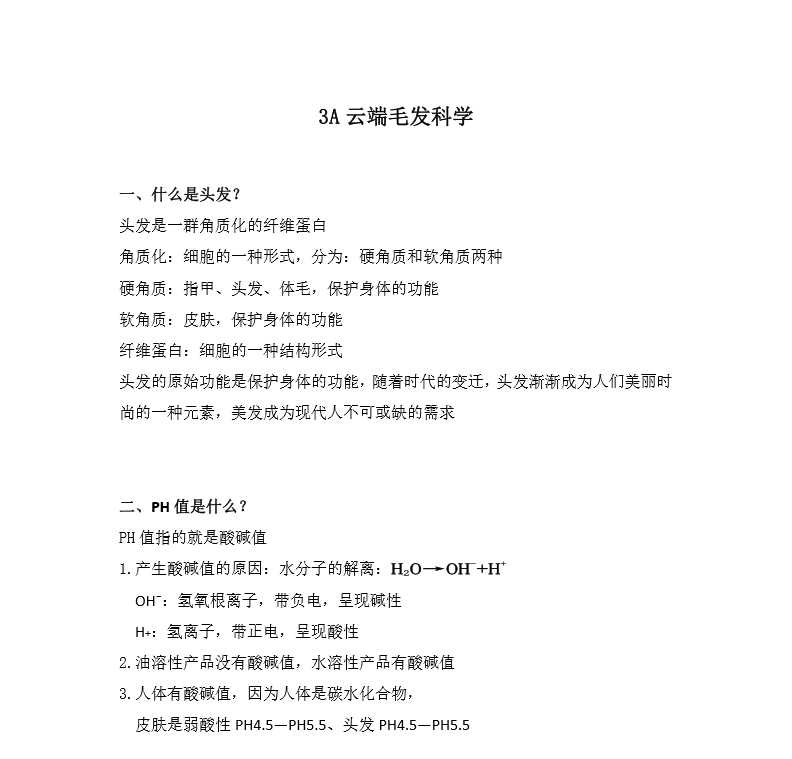 3A 云端毛发科学
一、什么是头发？
头发是一群角质化的纤维蛋白
角质化：细胞的一种形式，分为：硬角质和软角质两种
硬角质：指甲、头发、体毛，保护身体的功能
软角质：皮肤，保护身体的功能
纤维蛋白：细胞的一种结构形式
头发的原始功能是保护身体的功能，随着时代的变迁，头发渐渐成为人们美丽时
尚的一种元素，美发成为现代人不可或缺的需求
二、PH 值是什么？
PH 值指的就是酸碱值
1.产生酸碱值的原因：水分子的解离：H₂O→OH⁻+H⁺
OH⁻：氢氧根离子，带负电，呈现碱性
H₊：氢离子，带正电，呈现酸性
2.油溶性产品没有酸碱值，水溶性产品有酸碱值
3.人体有酸碱值，因为人体是碳水化合物，
皮肤是弱酸性 PH4.5—PH5.5、头发 PH4.5—PH5.5